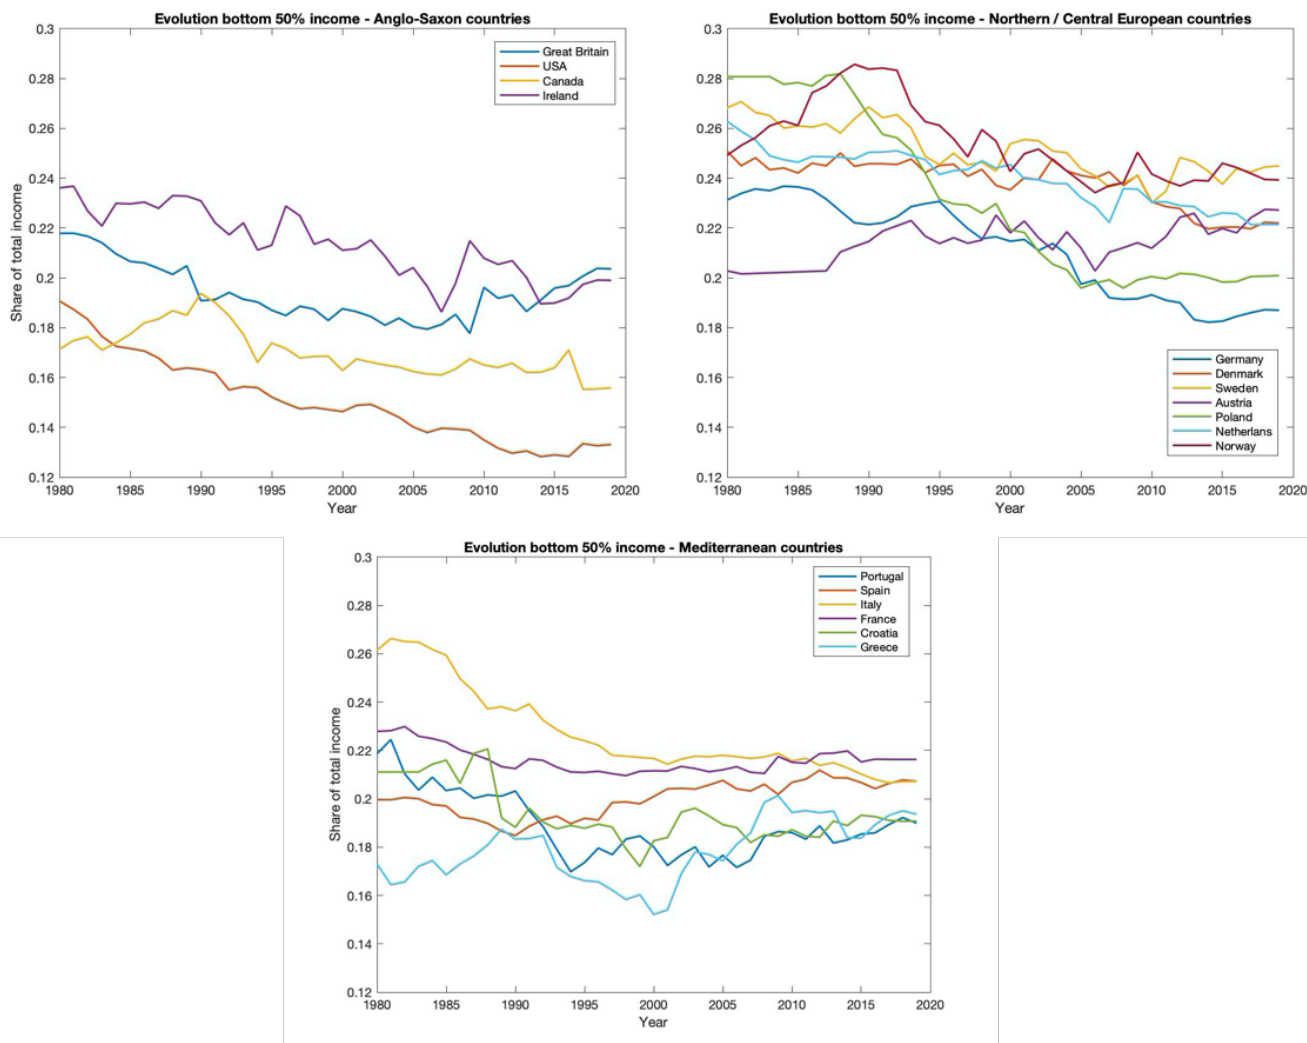 Evolution bottom 50% income - Anglo-Saxon countries
0.3
0.28
0.26
0.24
0.22
0.2
0.18
0.16
0.14
0.12
Share of total income
Great Britain
USA
Canada
Ireland
1980 1985 1990 1995 2000 2005 2010 2015 2020
Year
Evolution bottom 50% income - Northern / Central European countries
0.3
0.28
0.26
0.24
0.22
0.2
0.18
0.16
0.14
0.12
Germany
Denmark
Sweden
Austria
Poland
Netherlans
Norway
1980 1985 1990 1995 2000 2005 2010 2015 2020
Year
Evolution bottom 50% income - Mediterranean countries
0.3
0.28
0.26
0.24
0.22
0.2
0.18
0.16
0.14
0.12
Share of total income
Portugal
Spain
Italy
France
Croatia
Greece
1980 1985 1990 1995 2000 2005 2010 2015 2020
Year